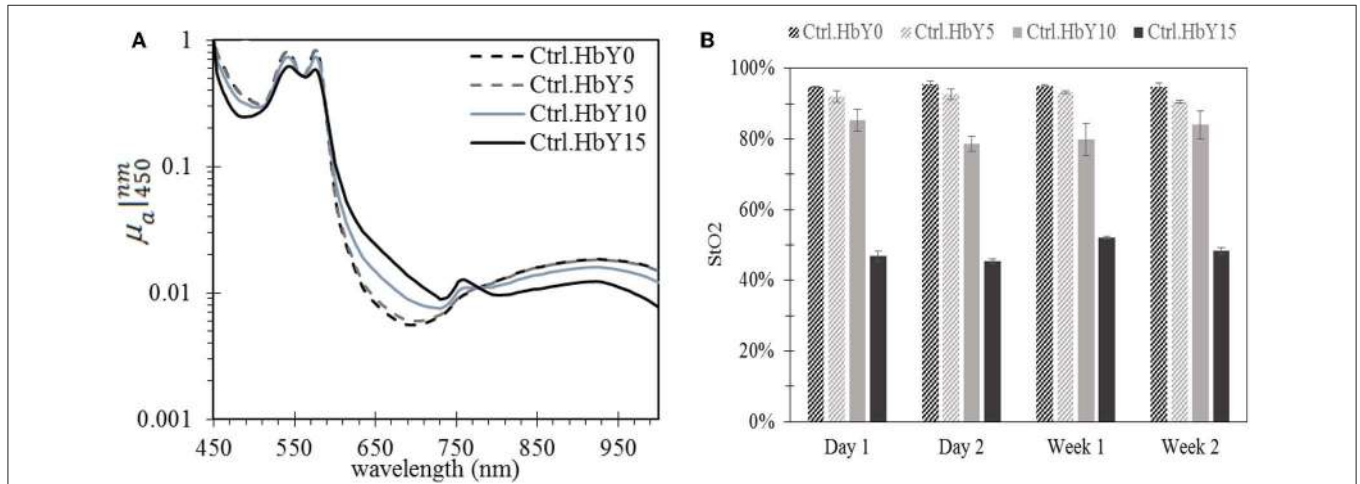 A
μₐ|₄₅₀ⁿᵐ
1
0.1
0.01
0.001
Ctrl.HbY0
Ctrl.HbY5
Ctrl.HbY10
Ctrl.HbY15
450 550 650 750 850 950
wavelength (nm)
B
Ctrl.HbY0 Ctrl.HbY5 Ctrl.HbY10 Ctrl.HbY15
StO2
100%
80%
60%
40%
20%
0%
Day 1 Day 2 Week 1 Week 2